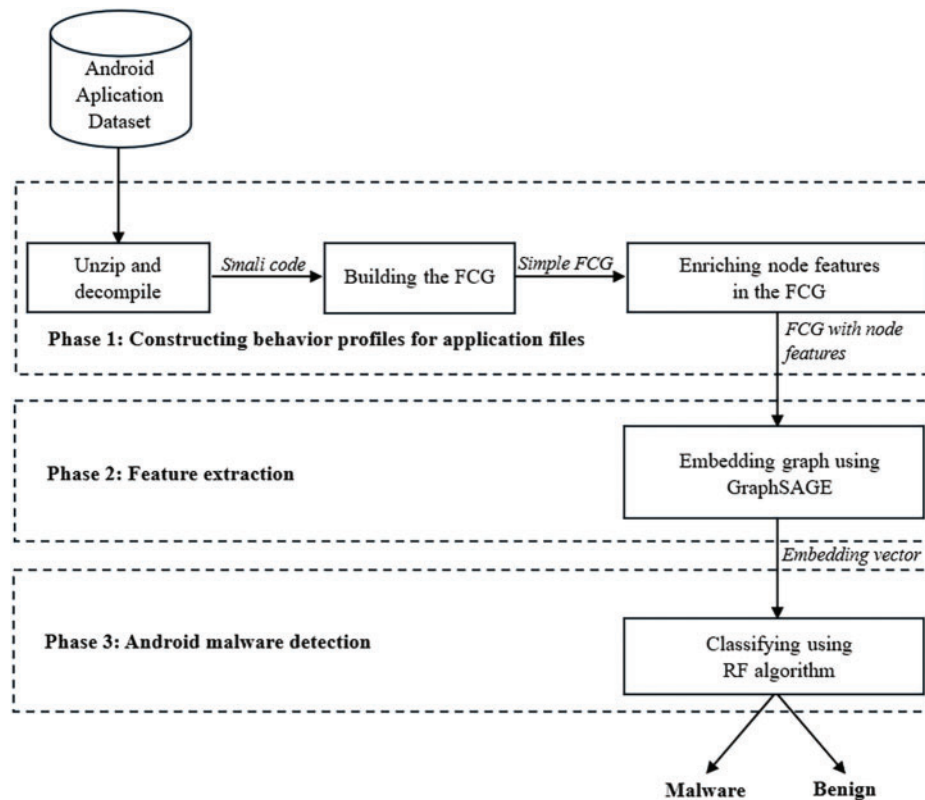 Android
Aplication
Dataset
Unzip and
decompile
Smali code
Building the FCG
Simple FCG
Enriching node features
in the FCG
Phase 1: Constructing behavior profiles for application files
FCG with node
features
Phase 2: Feature extraction
Embedding graph using
GraphSAGE
Embedding vector
Phase 3: Android malware detection
Classifying using
RF algorithm
Malware
Benign